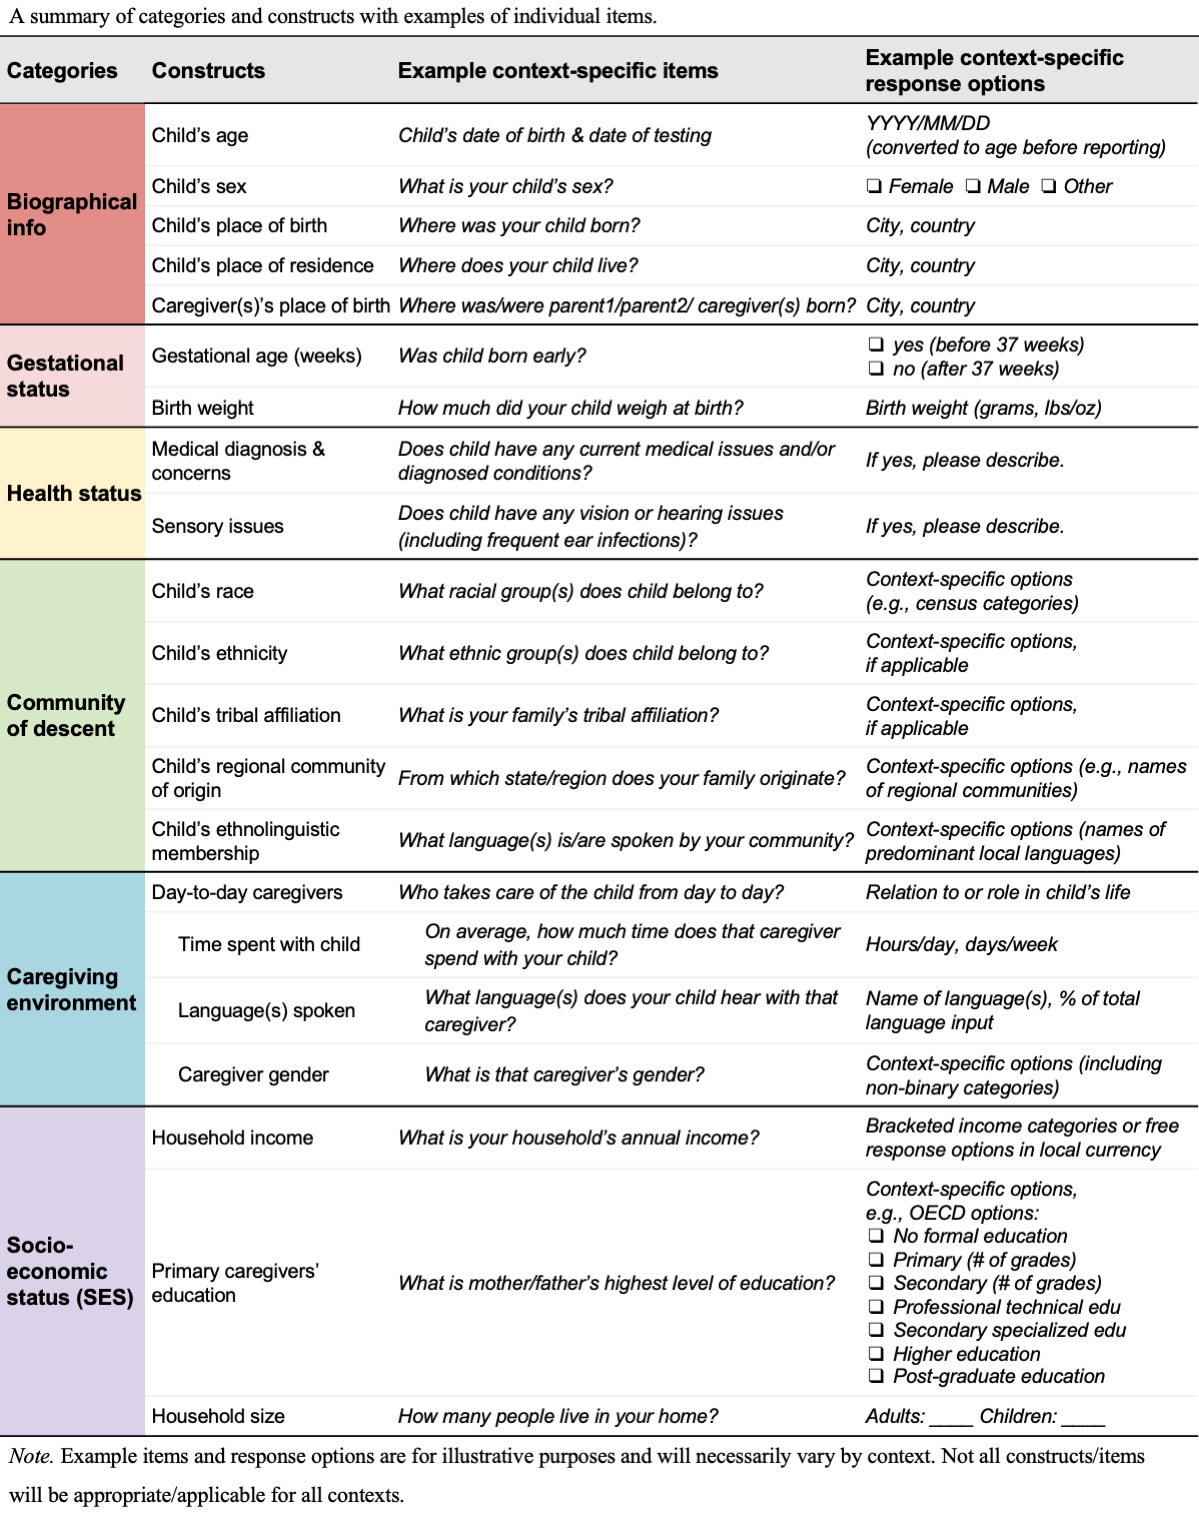 A summary of categories and constructs with examples of individual items.
Categories Constructs Example context-specific items Example context-specific
response options
Biographical
info
Child's age Child's date of birth & date of testing YYYY/MM/DD
(converted to age before reporting)
Child's sex What is your child's sex? ❑ Female ❑ Male ❑ Other
Child's place of birth Where was your child born? City, country
Child's place of residence Where does your child live? City, country
Caregiver(s)'s place of birth Where was/were parent1/parent2/ caregiver(s) born? City, country
Gestational
status
Gestational age (weeks) Was child born early? ❑ yes (before 37 weeks)
❑ no (after 37 weeks)
Birth weight How much did your child weigh at birth? Birth weight (grams, lbs/oz)
Health status
Medical diagnosis &
concerns
Does child have any current medical issues and/or
diagnosed conditions?
If yes, please describe.
Sensory issues
Does child have any vision or hearing issues
(including frequent ear infections)?
If yes, please describe.
Community
of descent
Child's race What racial group(s) does child belong to? Context-specific options
(e.g., census categories)
Child's ethnicity What ethnic group(s) does child belong to? Context-specific options,
if applicable
Child's tribal affiliation What is your family's tribal affiliation? Context-specific options,
if applicable
Child's regional community
of origin
From which state/region does your family originate?
Context-specific options (e.g., names
of regional communities)
Child's ethnolinguistic
membership
What language(s) is/are spoken by your community?
Context-specific options (names of
predominant local languages)
Caregiving
environment
Day-to-day caregivers Who takes care of the child from day to day? Relation to or role in child's life
Time spent with child
On average, how much time does that caregiver
spend with your child?
Hours/day, days/week
Language(s) spoken
What language(s) does your child hear with that
caregiver?
Name of language(s), % of total
language input
Caregiver gender What is that caregiver's gender? Context-specific options (including
non-binary categories)
Socio-
economic
status (SES)
Household income What is your household's annual income? Bracketed income categories or free
response options in local currency
Primary caregivers'
education
What is mother/father's highest level of education?
Context-specific options,
e.g., OECD options:
❑ No formal education
❑ Primary (# of grades)
❑ Secondary (# of grades)
❑ Professional technical edu
❑ Secondary specialized edu
❑ Higher education
❑ Post-graduate education
Household size How many people live in your home? Adults: ____ Children: ____
Note. Example items and response options are for illustrative purposes and will necessarily vary by context. Not all constructs/items
will be appropriate/applicable for all contexts.